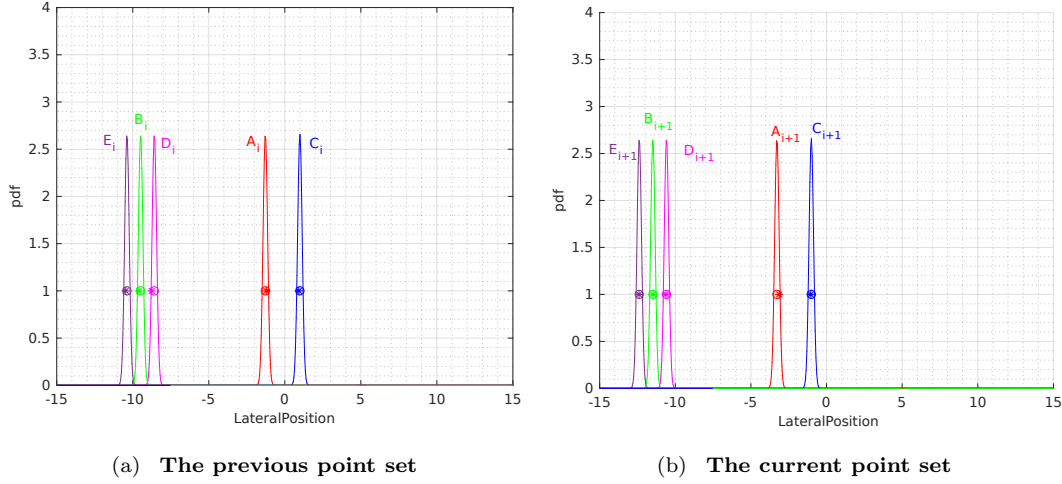 4
3.5
3
2.5
2
1.5
1
0.5
0
pdf
E_i
B_i
D_i
A_i
C_i
-15 -10 -5 0 5 10 15
LateralPosition
(a) The previous point set
4
3.5
3
2.5
2
1.5
1
0.5
0
pdf
E_{i+1}
B_{i+1}
D_{i+1}
A_{i+1}
C_{i+1}
-15 -10 -5 0 5 10 15
LateralPosition
(b) The current point set